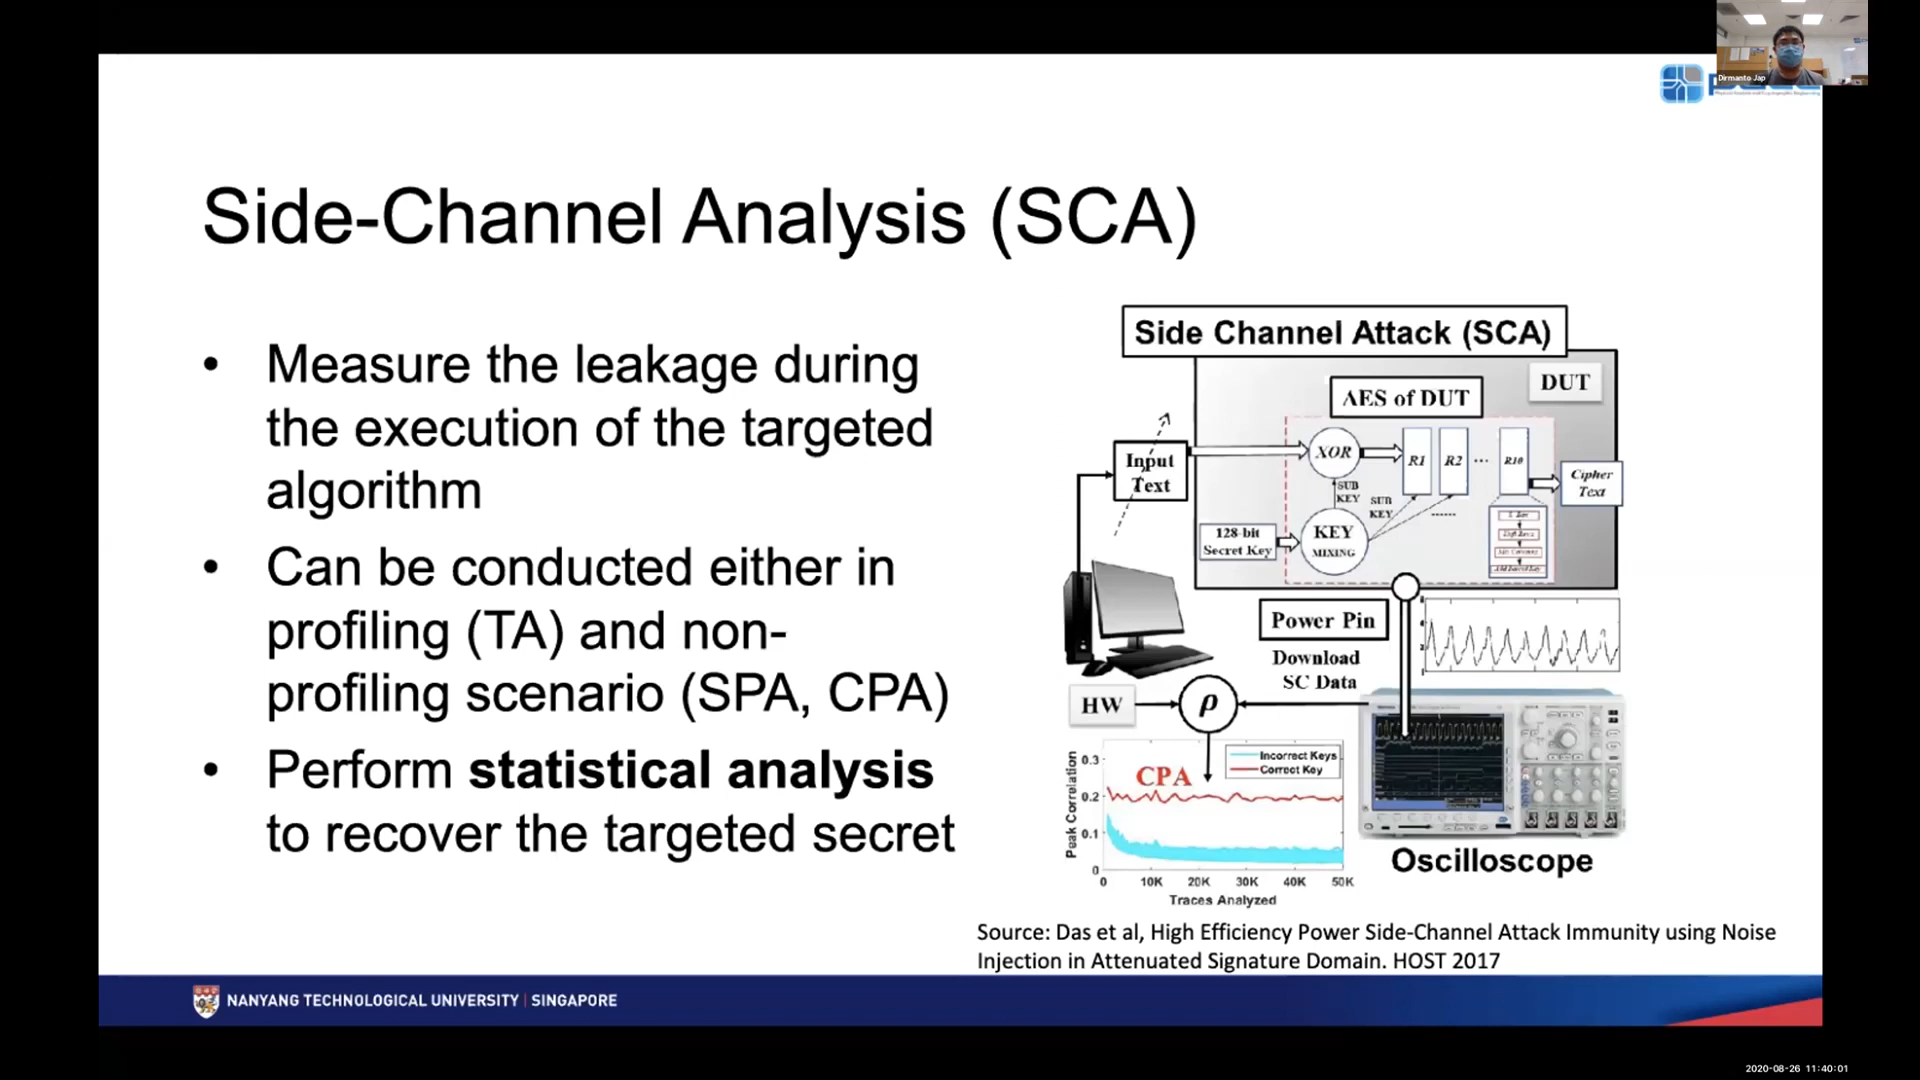 Dirmanto Jap
Side-Channel Analysis (SCA)
• Measure the leakage during
the execution of the targeted
algorithm
• Can be conducted either in
profiling (TA) and non-
profiling scenario (SPA, CPA)
• Perform statistical analysis
to recover the targeted secret
Side Channel Attack (SCA)
DUT
AES of DUT
Input
Text
XOR
R1
R2
...
R10
Cipher
Text
SUB
KEY
SUB
KEY
......
128-bit
Secret Key
KEY
MIXING
Power Pin
Download
SC Data
HW
ρ
Incorrect Keys
Correct Key
CPA
Peak Correlation
0.3
0.2
0.1
0
0
10K
20K
30K
40K
50K
Traces Analyzed
Oscilloscope
Source: Das et al, High Efficiency Power Side-Channel Attack Immunity using Noise
Injection in Attenuated Signature Domain. HOST 2017
NANYANG TECHNOLOGICAL UNIVERSITY | SINGAPORE
2020-08-26 11:40:01